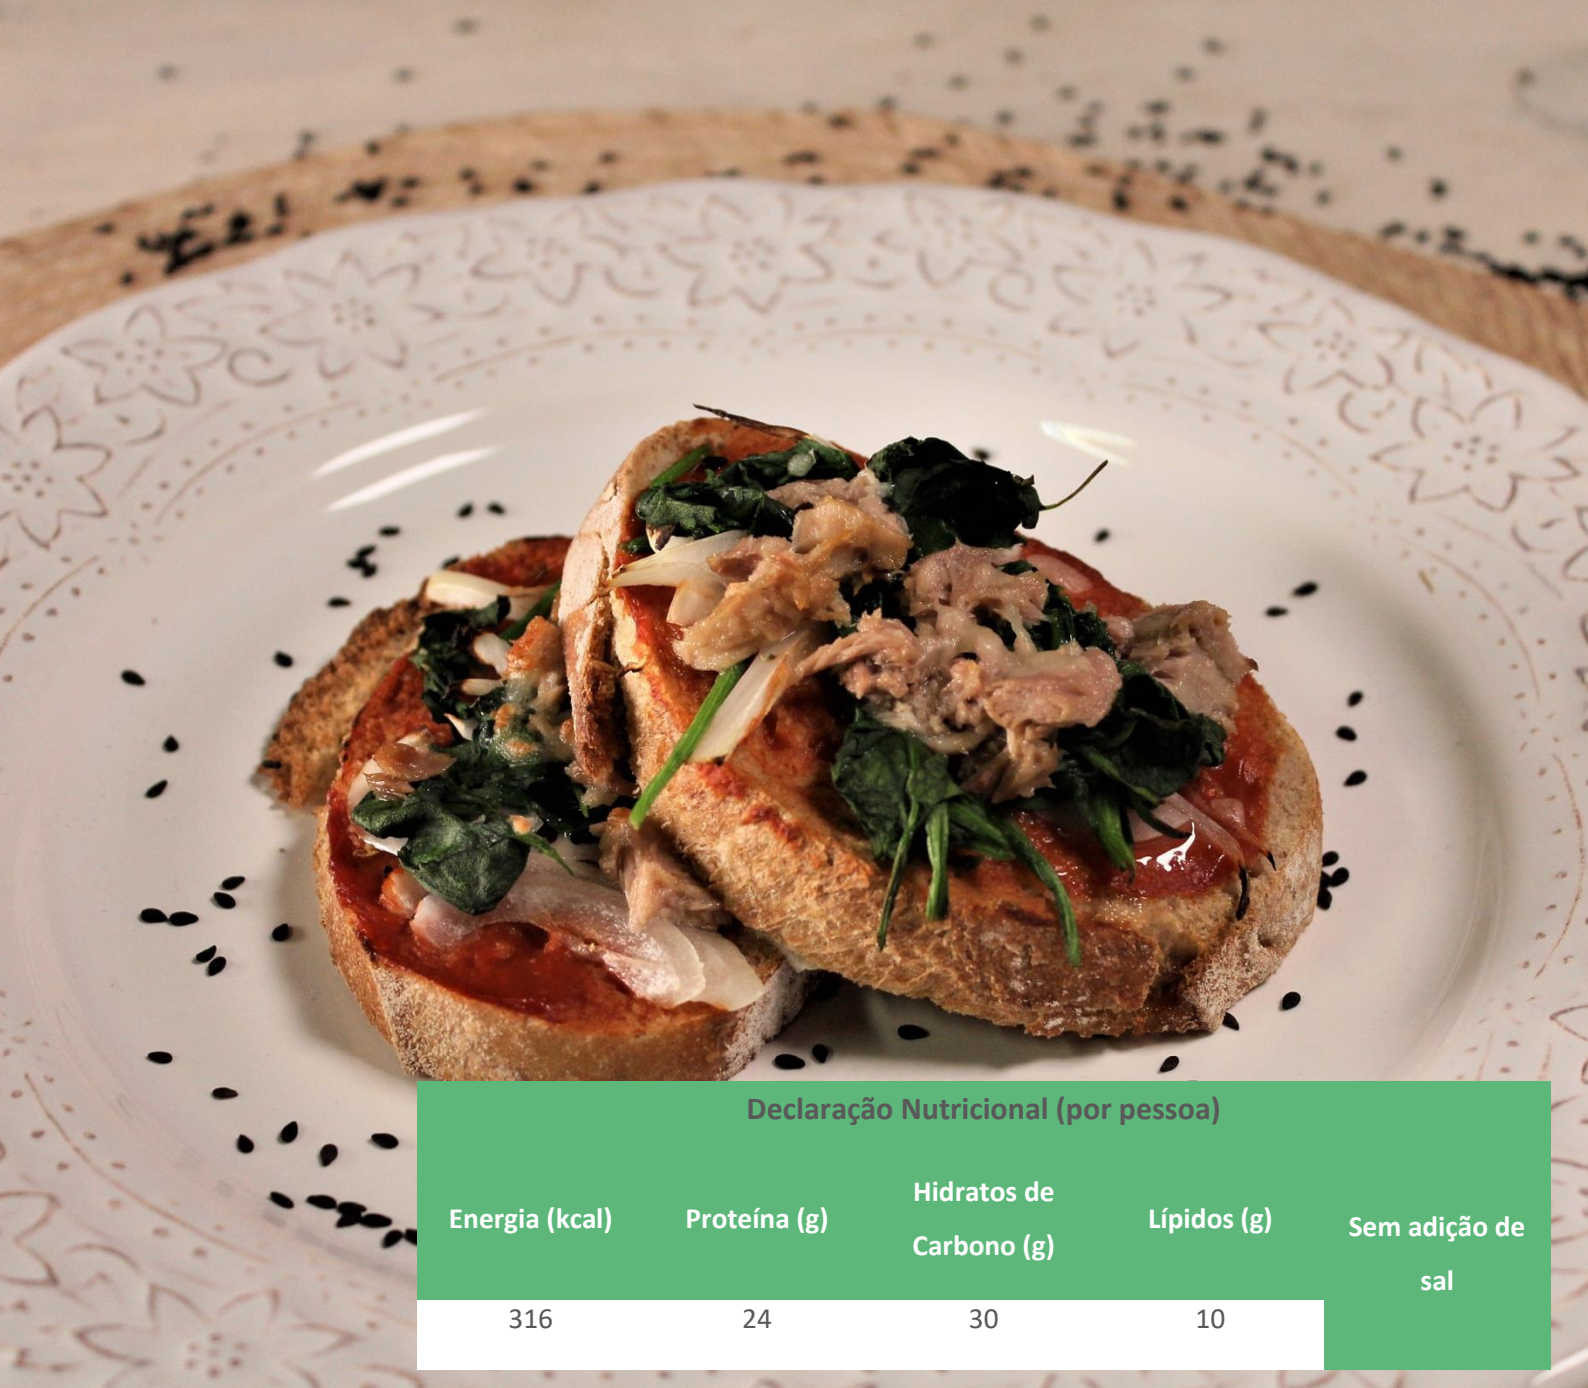 Declaração Nutricional (por pessoa)
Energia (kcal)
Proteína (g)
Hidratos de
Carbono (g)
Lípidos (g)
Sem adição de
sal
316
24
30
10